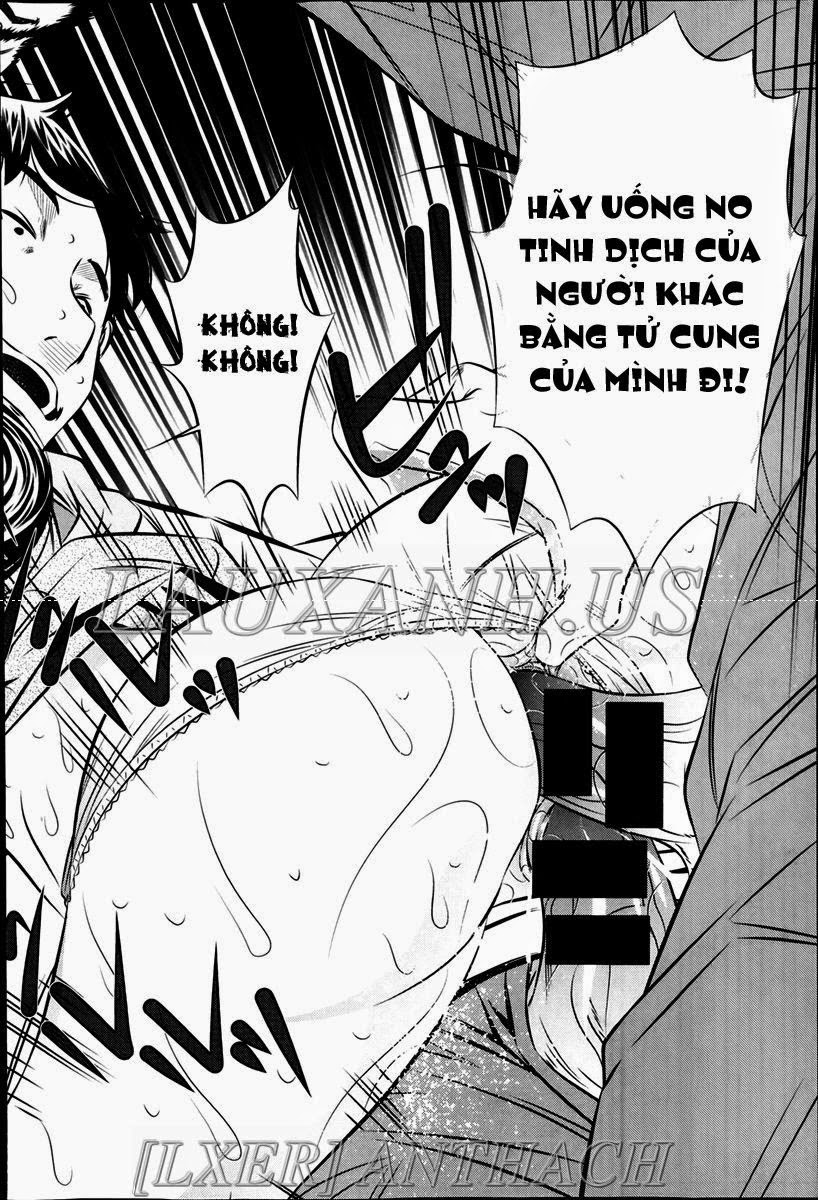 HÃY UỐNG NO
TINH DỊCH CỦA
NGƯỜI KHÁC
BẰNG TỬ CUNG
CỦA MÌNH ĐI!
KHÔNG!
KHÔNG!
LAUXANH.US
[LXER] ANTHACH